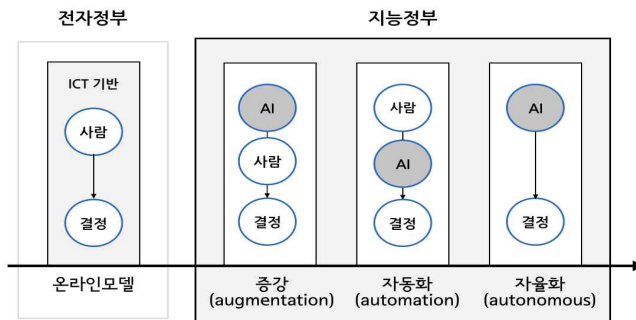 전자정부
지능정부
ICT 기반
사람
결정
온라인모델
AI
사람
결정
증강
(augmentation)
사람
AI
결정
자동화
(automation)
AI
결정
자율화
(autonomous)